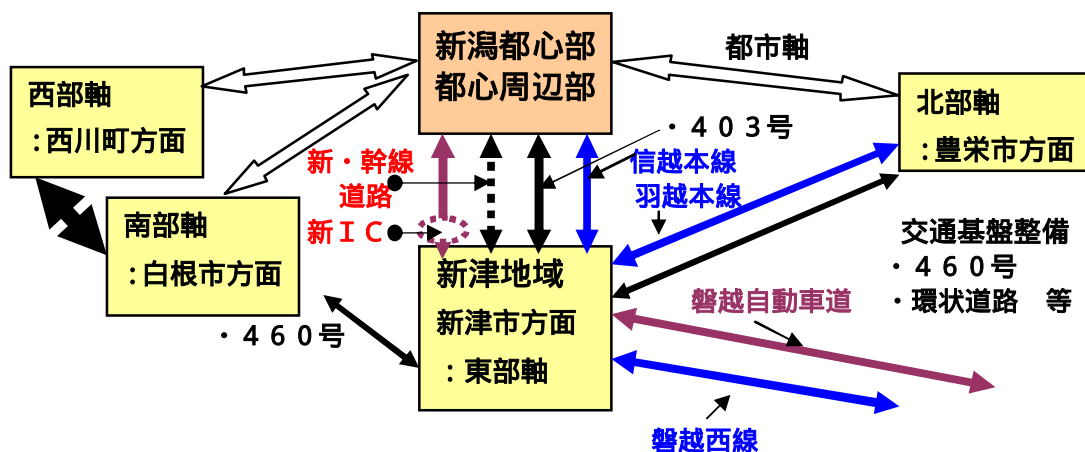 新潟都心部
都心周辺部
都市軸
西部軸
：西川町方面
北部軸
：豊栄市方面
・４０３号
新・幹線
道路
信越本線
羽越本線
南部軸
：白根市方面
新ＩＣ
新津地域
新津市方面
：東部軸
交通基盤整備
・４６０号
・環状道路　等
磐越自動車道
・４６０号
磐越西線